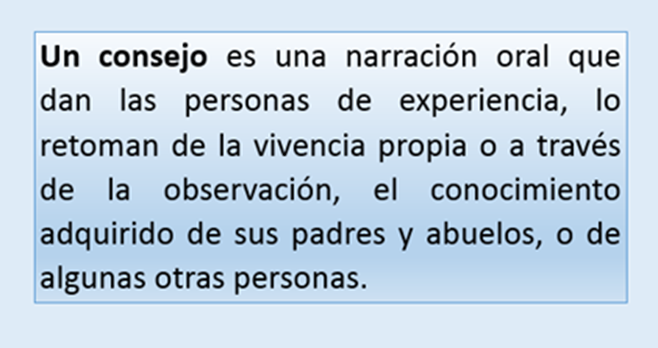 Un consejo es una narración oral que
dan las personas de experiencia, lo
retoman de la vivencia propia o a través
de la observación, el conocimiento
adquirido de sus padres y abuelos, o de
algunas otras personas.